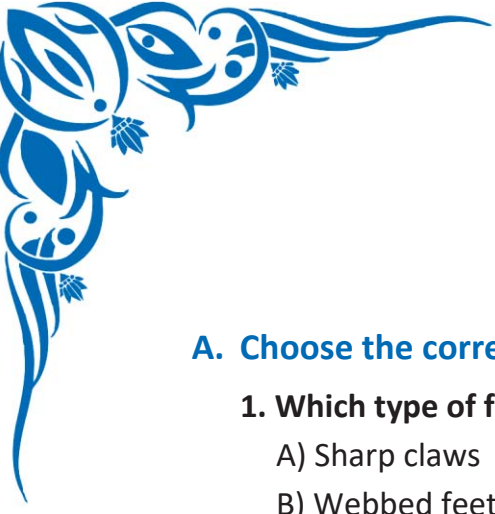 A. Choose the corre
1. Which type of f
A) Sharp claws
B) Webbed feet